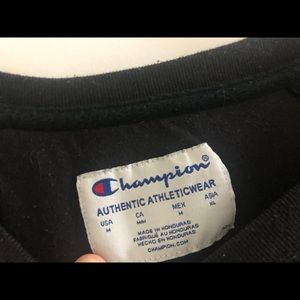 Champion®
AUTHENTIC ATHLETICWEAR
USA CA MEX ASIA
M M/M M XL
MADE IN HONDURAS
FABRIQUÉ AU HONDURAS
HECHO EN HONDURAS
CHAMPION.COM